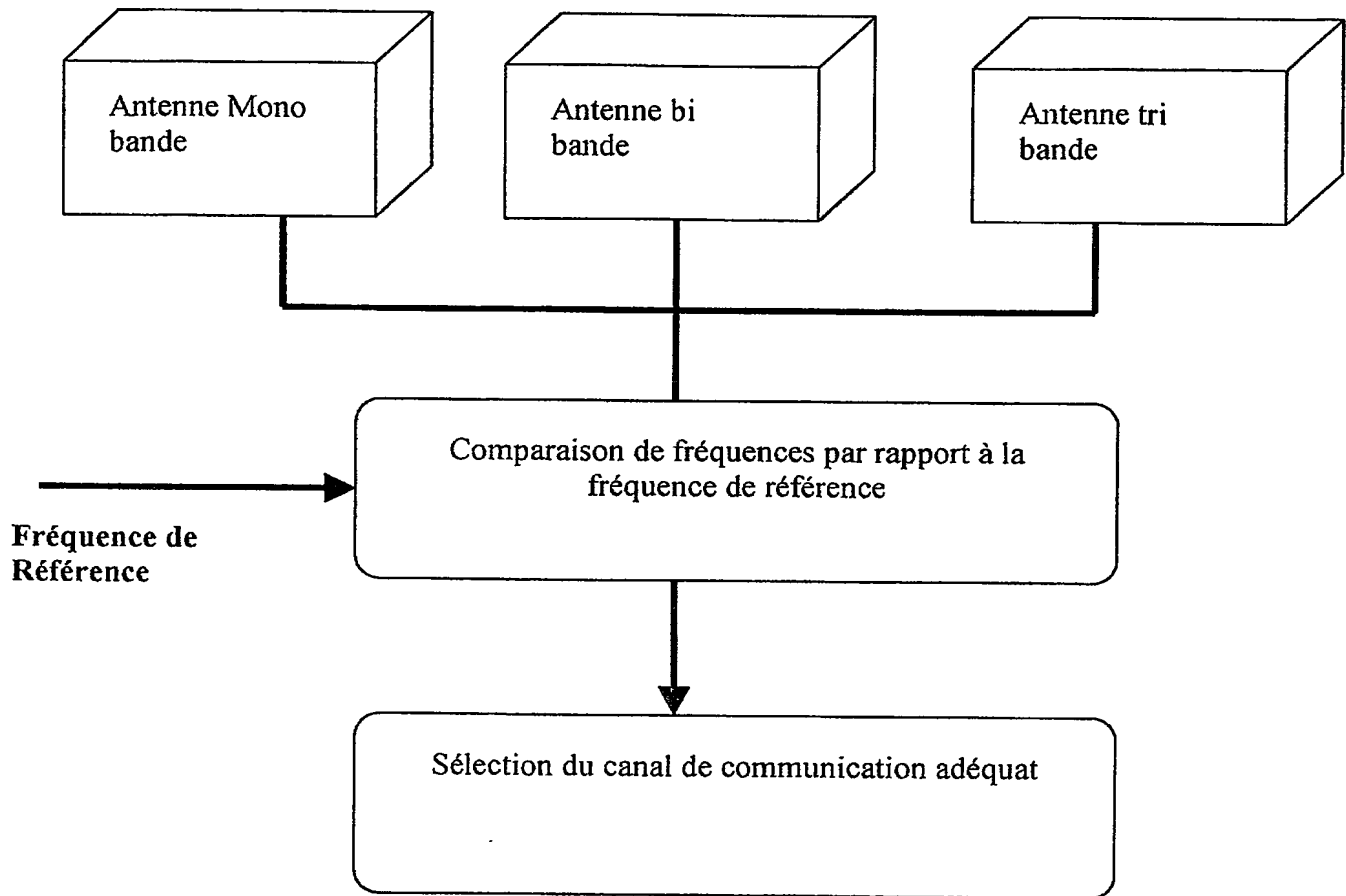 Antenne Mono
bande
Antenne bi
bande
Antenne tri
bande
Comparaison de fréquences par rapport à la
fréquence de référence
Fréquence de
Référence
Sélection du canal de communication adéquat